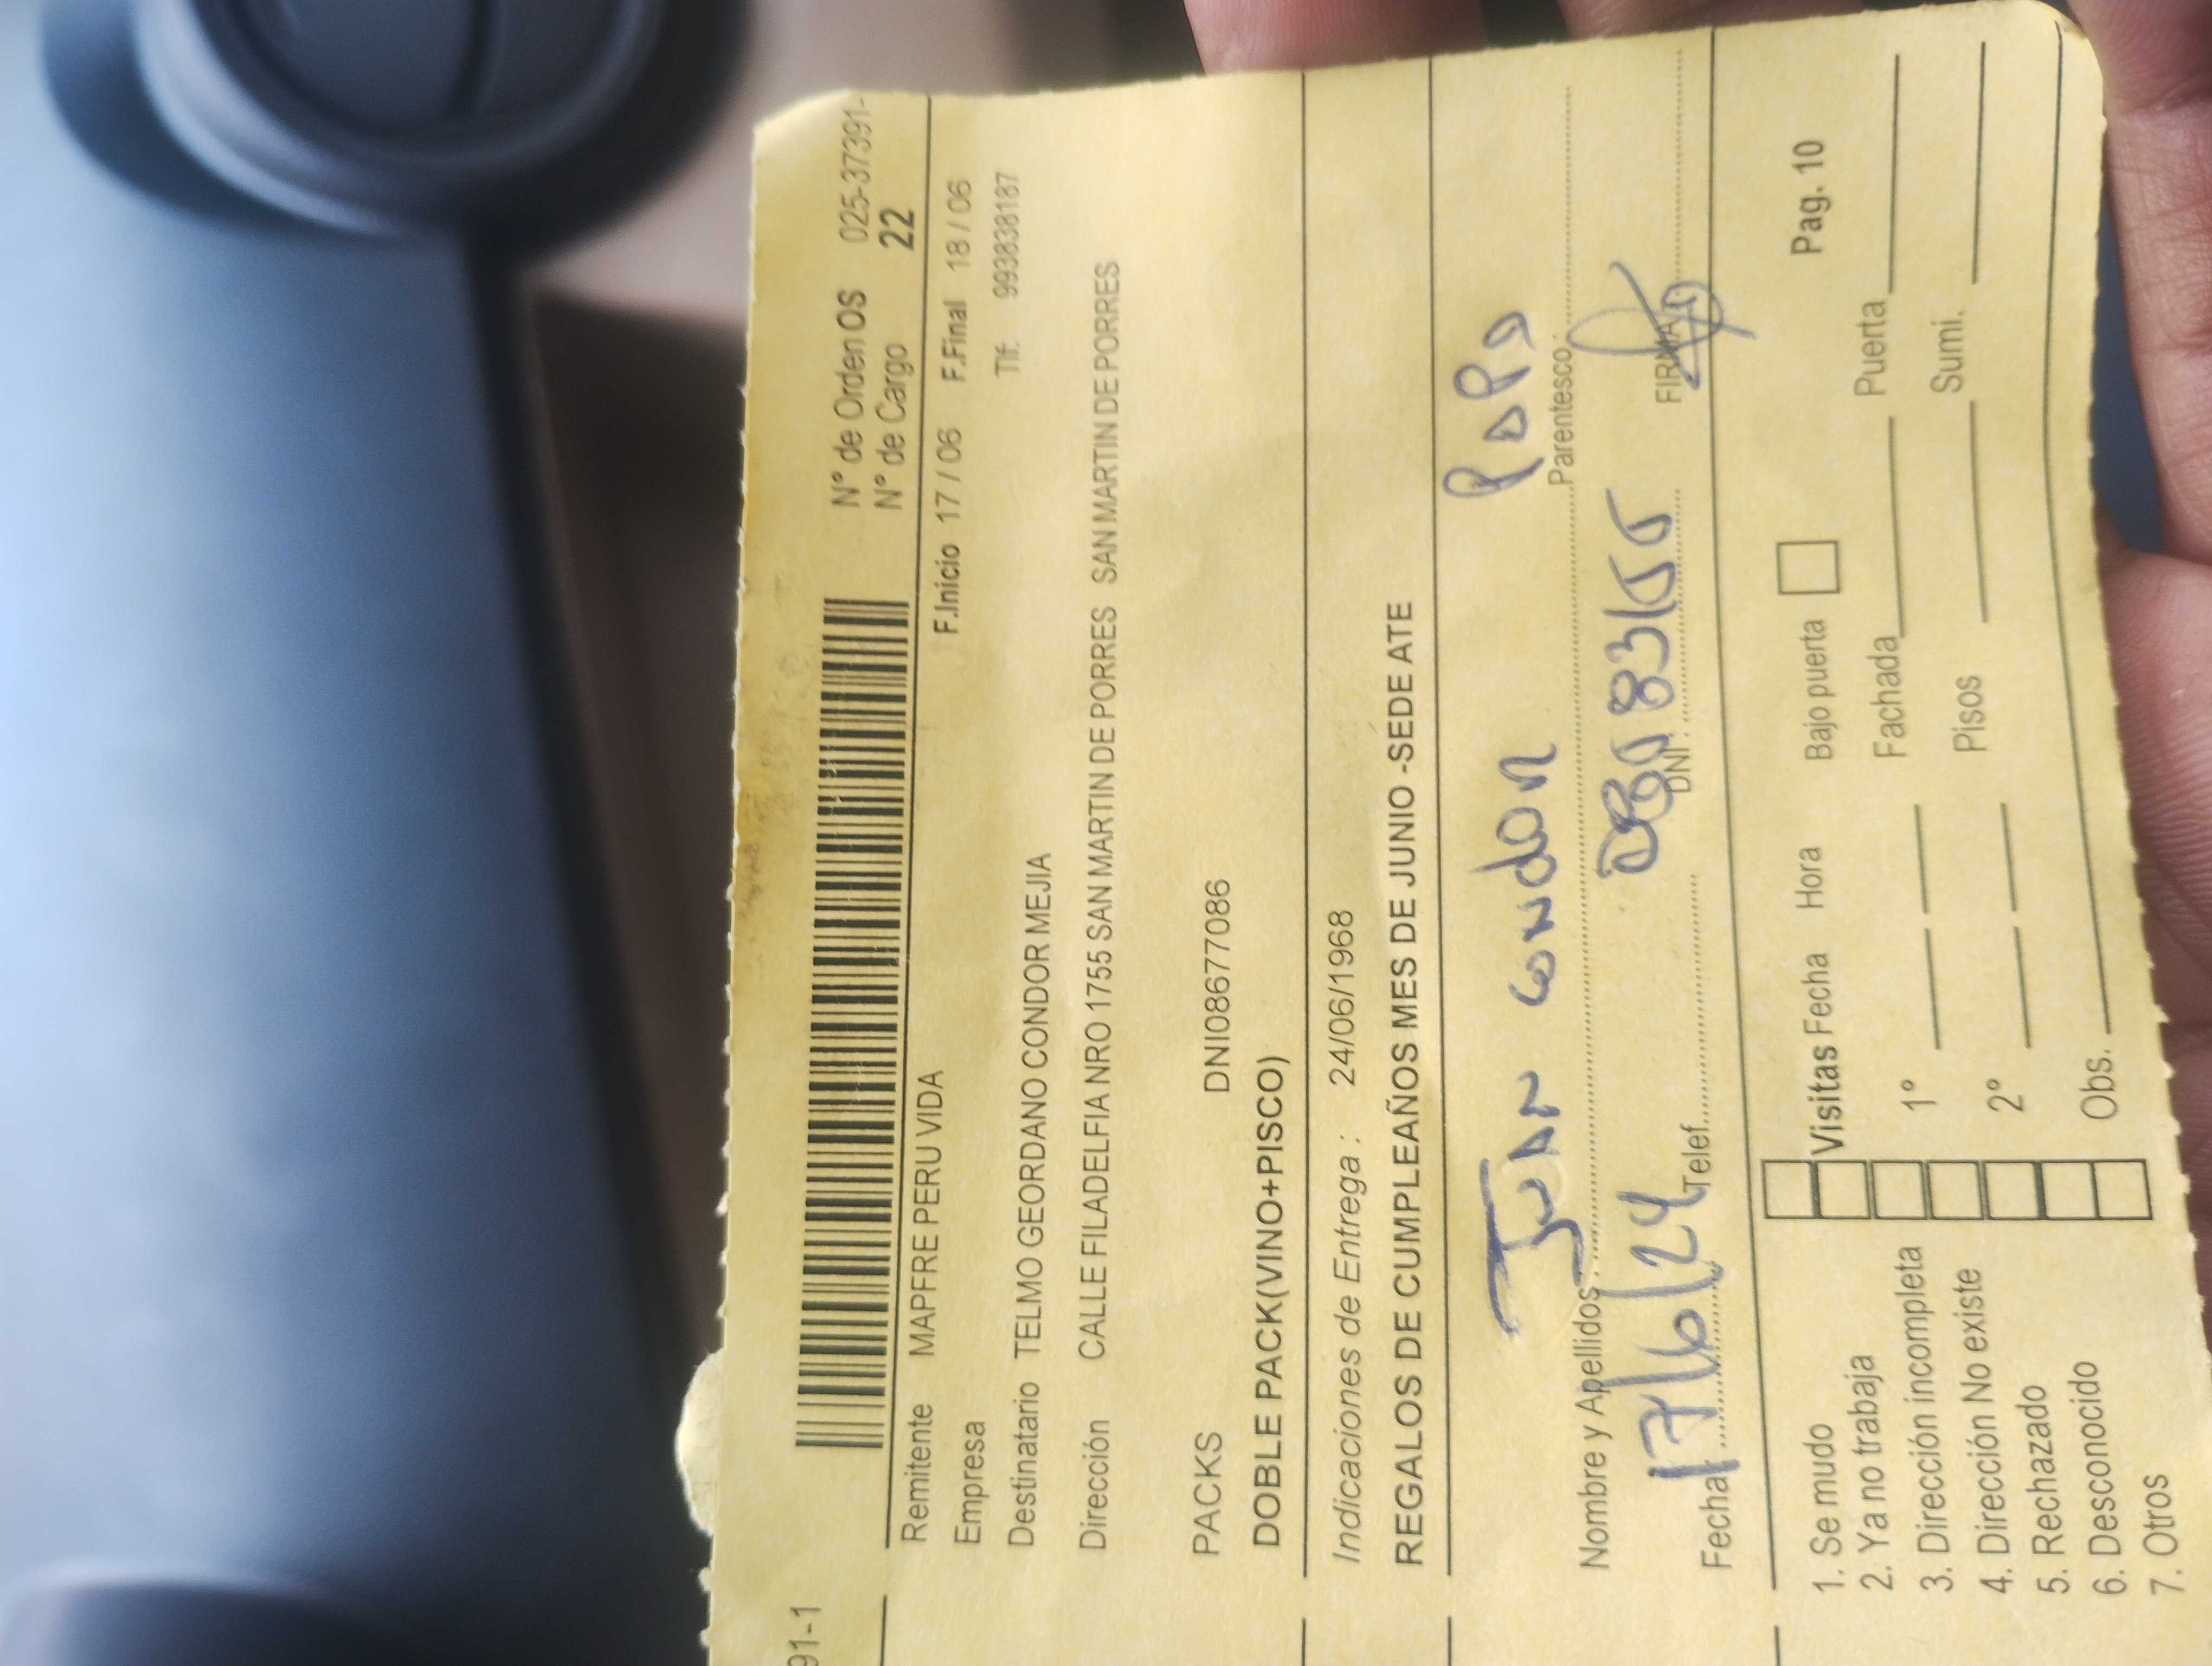 91-1
N° de Orden OS 025-37391-
N° de Cargo 22
Remitente MAPFRE PERU VIDA
F.Inicio 17 / 06 F.Final 18 / 06
Empresa
Tlf: 993838187
Destinatario TELMO GEORDANO CONDOR MEJIA
Dirección CALLE FILADELFIA NRO 1755 SAN MARTIN DE PORRES SAN MARTIN DE PORRES
PACKS DNI08677086
DOBLE PACK(VINO+PISCO)
Indicaciones de Entrega : 24/06/1968
REGALOS DE CUMPLEAÑOS MES DE JUNIO -SEDE ATE
JUAN CONDOR PAPA
Nombre y Apellidos: Parentesco:
17/6/24
Fecha: Telef. DNI: FIRMA
1. Se mudo Visitas Fecha Hora Bajo puerta Pag. 10
2. Ya no trabaja
3. Dirección incompleta 1° Fachada Puerta
4. Dirección No existe Pisos Sumi.
5. Rechazado 2°
6. Desconocido Obs.
7. Otros